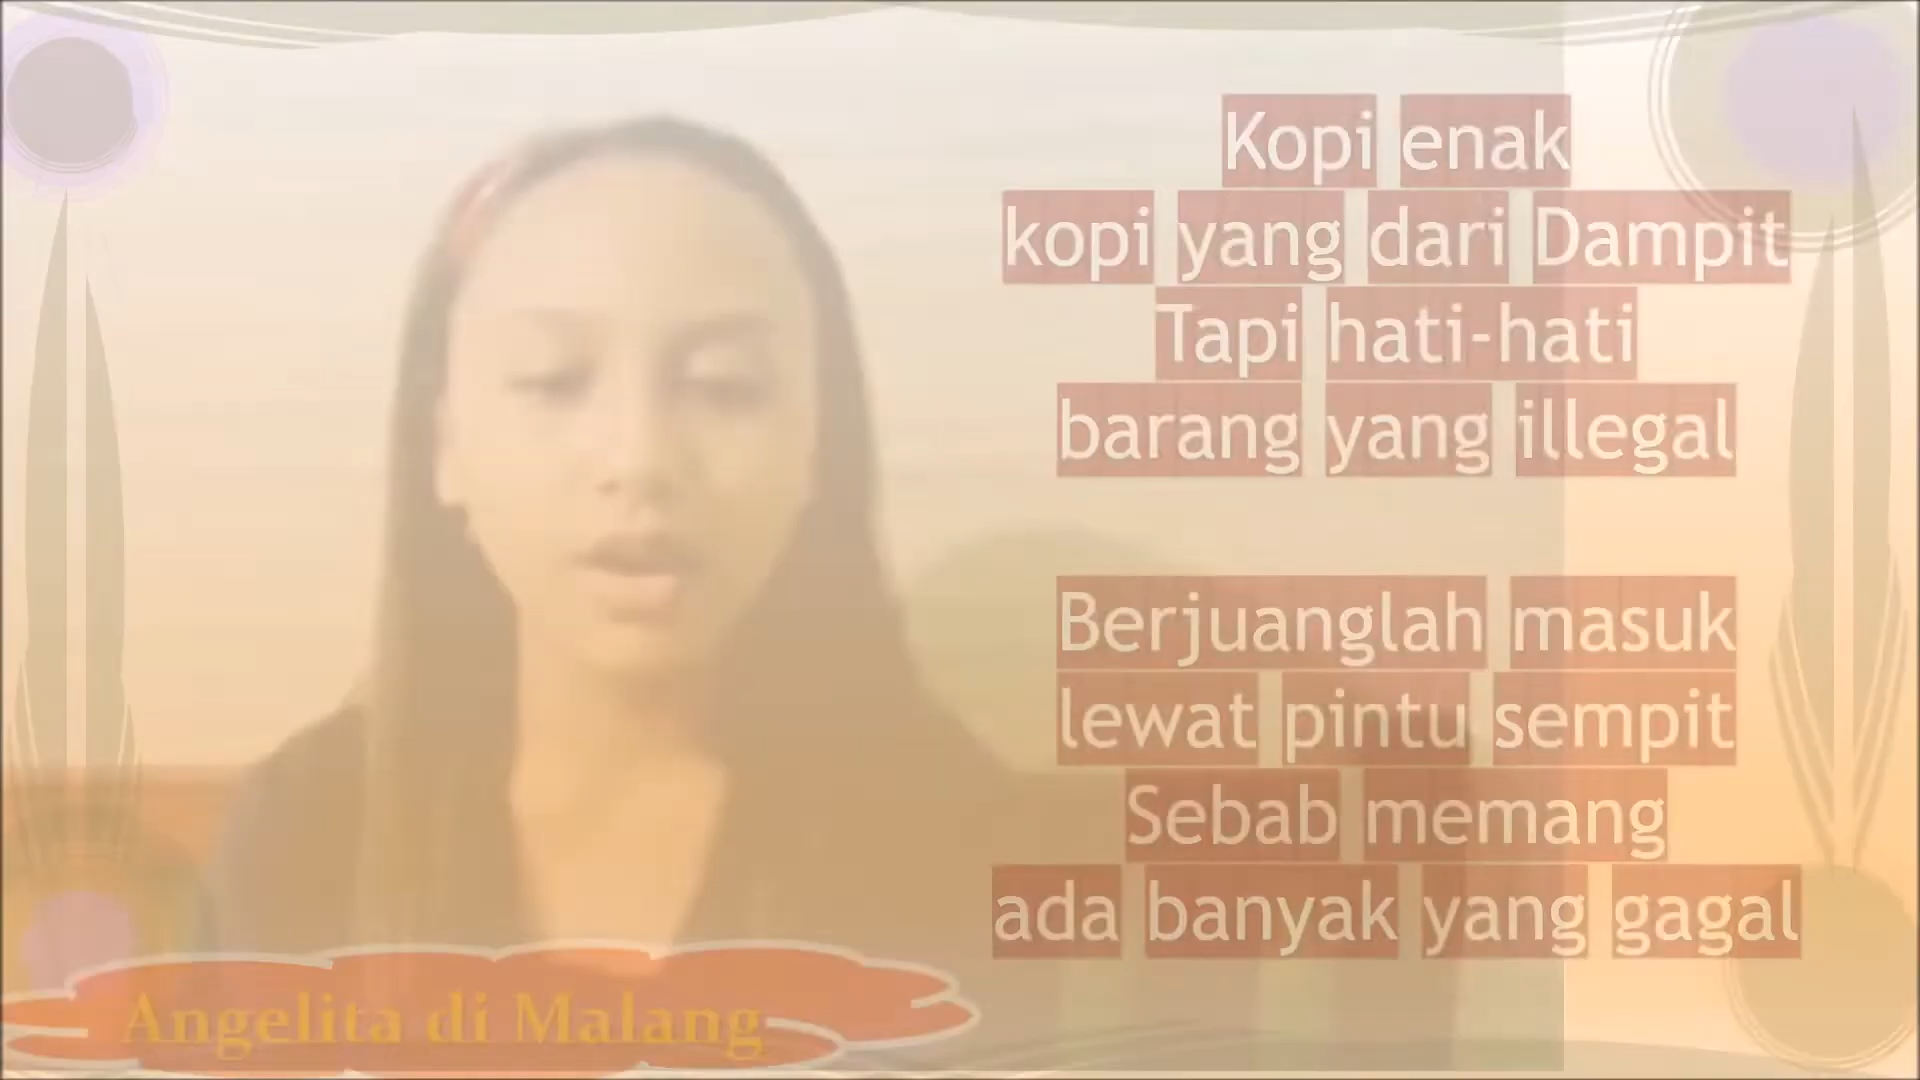 Kopi enak
kopi yang dari Dampit
Tapi hati-hati
barang yang illegal
Berjuanglah masuk
lewat pintu sempit
Sebab memang
ada banyak yang gagal
Angelita di Malang